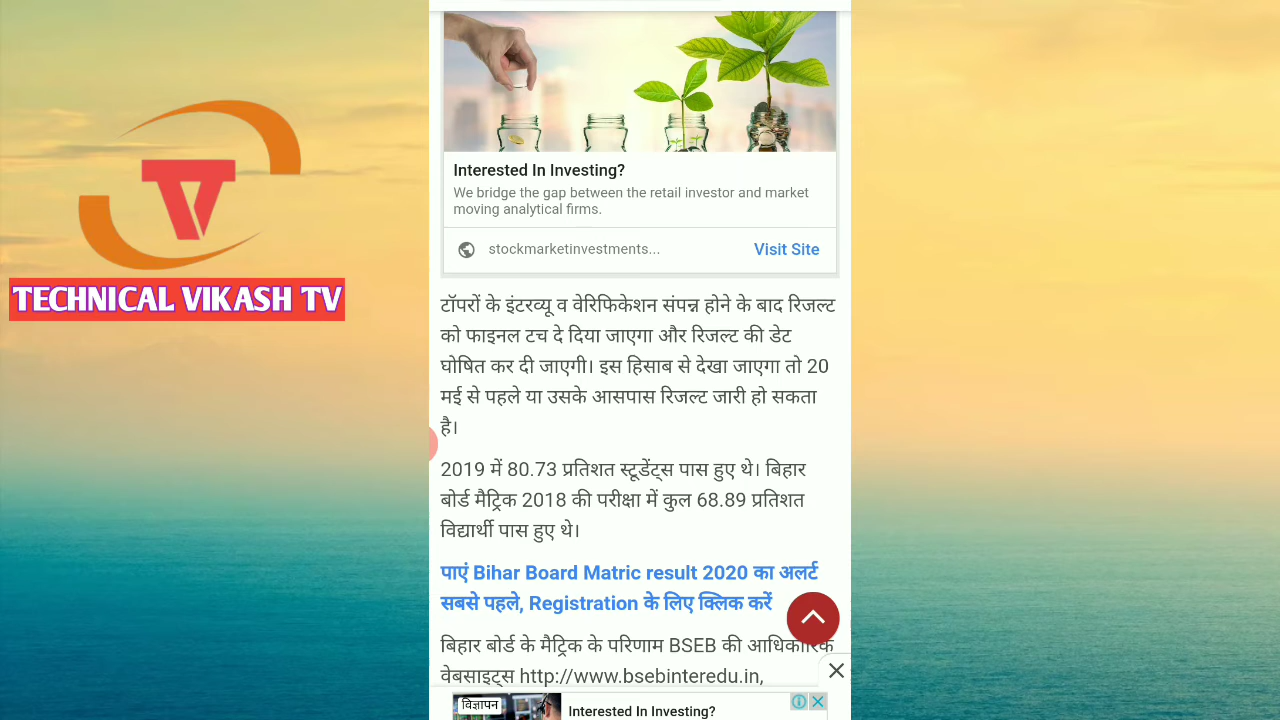 TECHNICAL VIKASH TV
Interested In Investing?
We bridge the gap between the retail investor and market
moving analytical firms.
stockmarketinvestments...
Visit Site
टॉपरों के इंटरव्यू व वेरिफिकेशन संपन्न होने के बाद रिजल्ट
को फाइनल टच दे दिया जाएगा और रिजल्ट की डेट
घोषित कर दी जाएगी। इस हिसाब से देखा जाएगा तो 20
मई से पहले या उसके आसपास रिजल्ट जारी हो सकता
है।
2019 में 80.73 प्रतिशत स्टूडेंट्स पास हुए थे। बिहार
बोर्ड मैट्रिक 2018 की परीक्षा में कुल 68.89 प्रतिशत
विद्यार्थी पास हुए थे।
पाएं Bihar Board Matric result 2020 का अलर्ट
सबसे पहले, Registration के लिए क्लिक करें
बिहार बोर्ड के मैट्रिक के परिणाम BSEB की आधिकारिक
वेबसाइट्स http://www.bsebinteredu.in,
विज्ञापन
Interested In Investing?